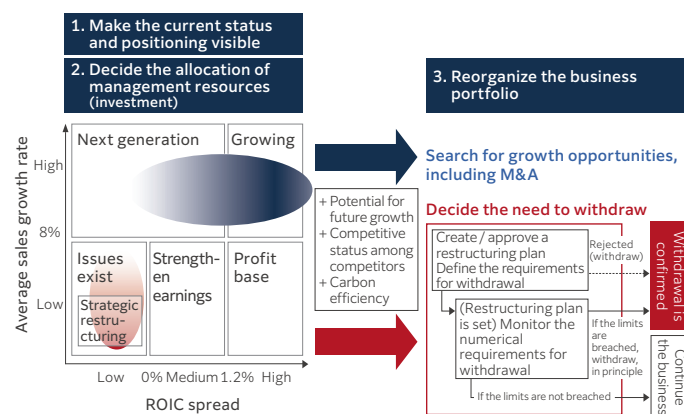 1. Make the current status
and positioning visible
2. Decide the allocation of
management resources
(investment)
3. Reorganize the business
portfolio
Average sales growth rate
High
8%
Low
Next generation
Growing
Issues
exist
Strategic
restru-
cturing
Strength-
en
earnings
Profit
base
Low
0%
Medium
1.2%
High
ROIC spread
+ Potential for
future growth
+ Competitive
status among
competitors
+ Carbon
efficiency
Search for growth opportunities,
including M&A
Decide the need to withdraw
Create / approve a
restructuring plan
Define the requirements
for withdrawal
Rejected
(withdraw)
(Restructuring plan
is set) Monitor the
numerical
requirements for
withdrawal
If the limits
are
breached,
withdraw,
in principle
If the limits are not breached
Withdrawal is
confirmed
Continue
the business